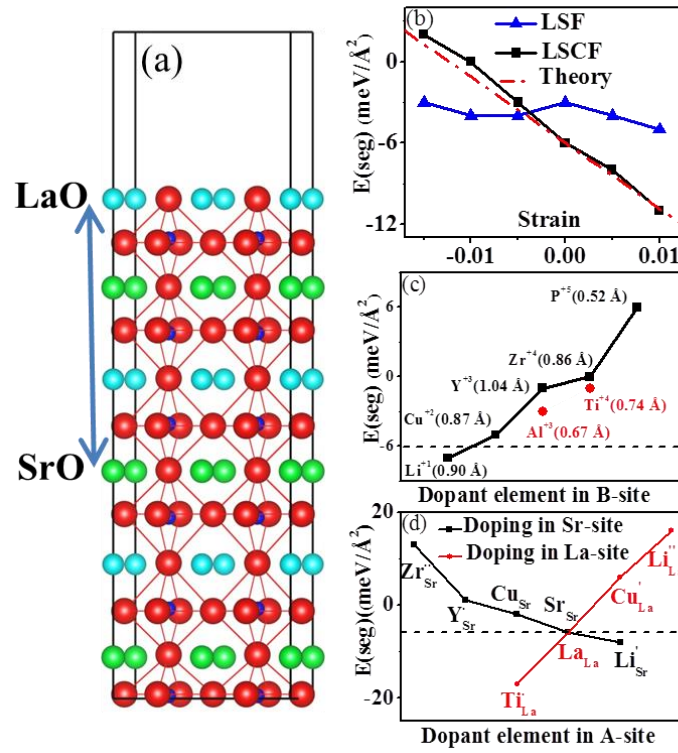 (a)
LaO
SrO
(b)
LSF
LSCF
Theory
E(seg) (meV/Å²)
0
-6
-12
Strain
-0.01
0.00
0.01
(c)
E(seg) (meV/Å²)
6
0
-6
P⁺⁵(0.52 Å)
Zr⁺⁴(0.86 Å)
Y⁺³(1.04 Å)
Ti⁺⁴(0.74 Å)
Cu⁺²(0.87 Å)
Al⁺³(0.67 Å)
Li⁺¹(0.90 Å)
Dopant element in B-site
(d)
E(seg)((meV/Å²)
20
0
-20
Doping in Sr-site
Doping in La-site
Zr˙˙Sr
Y˙Sr
CuSr
SrSr
Li'Sr
Li''La
Cu'La
LaLa
Ti˙La
Dopant element in A-site